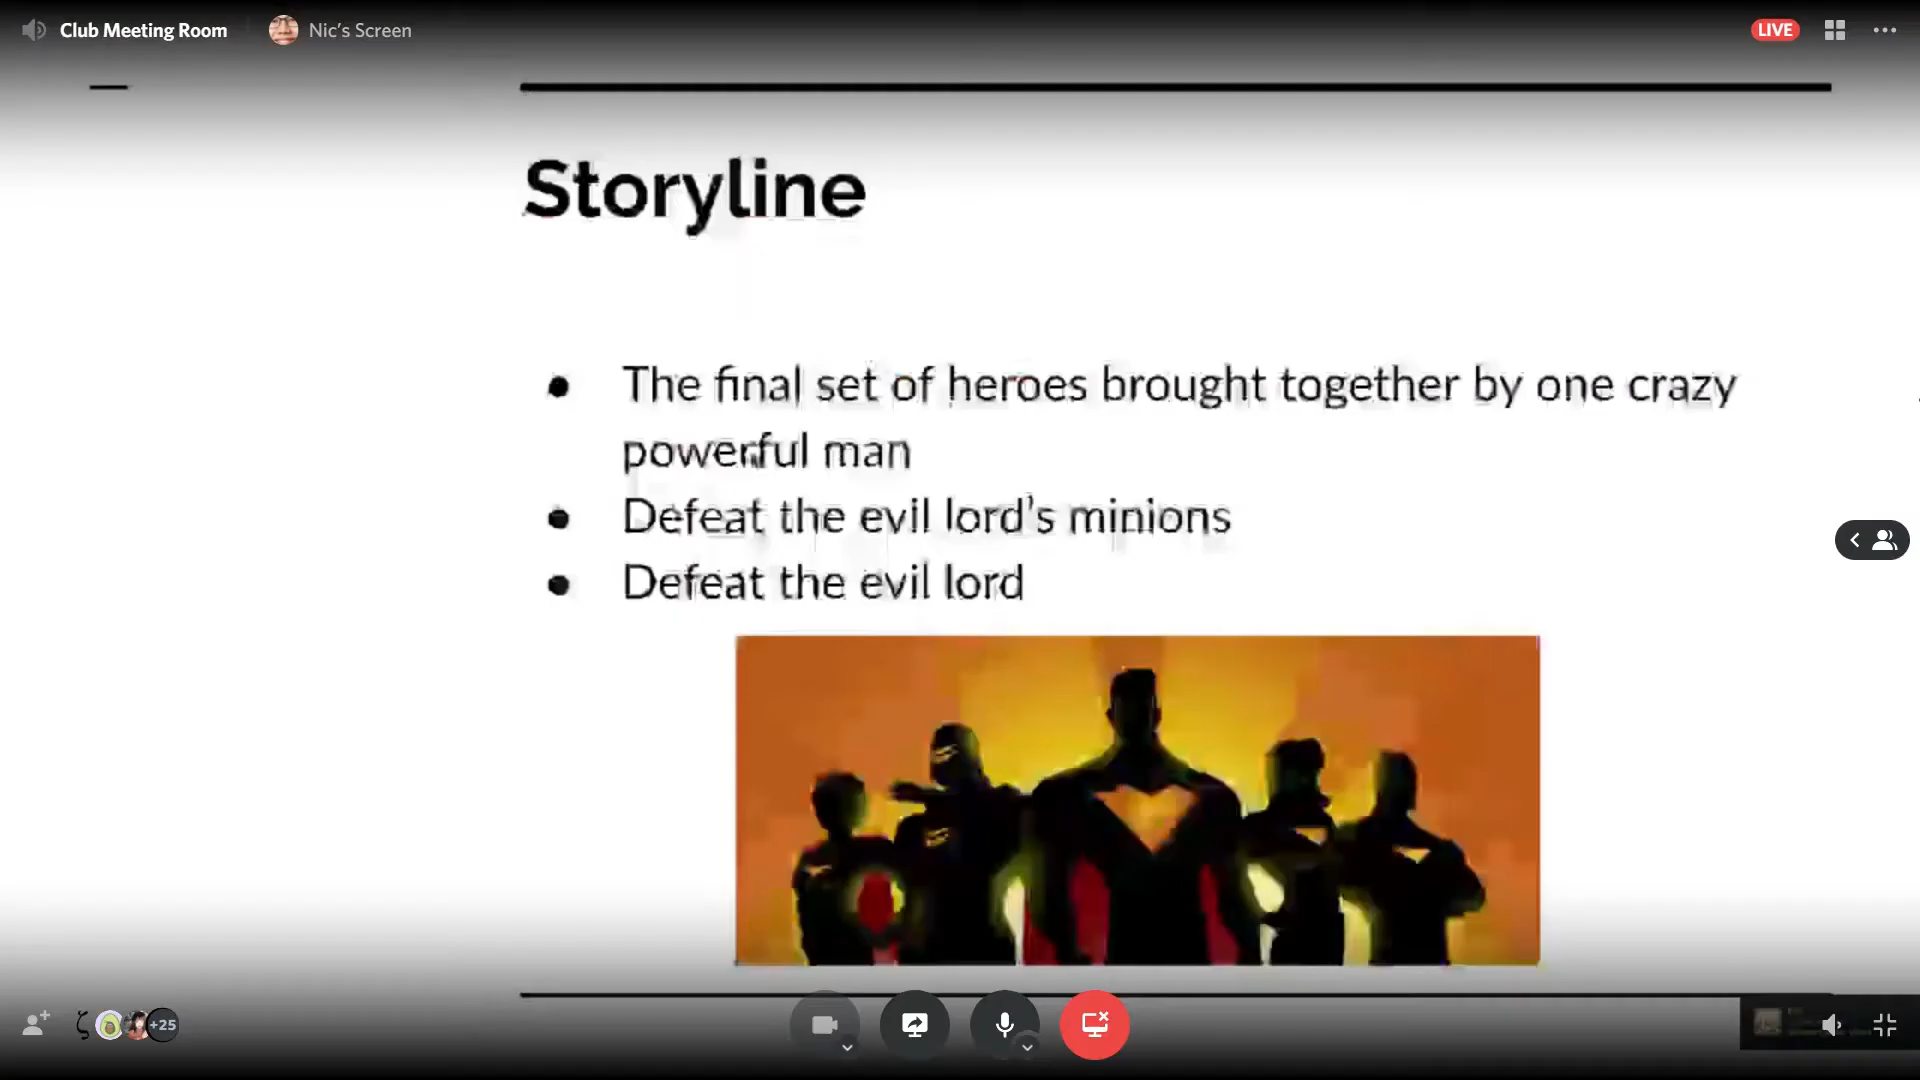 Club Meeting Room
Nic’s Screen
LIVE
Storyline
The final set of heroes brought together by one crazy
powerful man
Defeat the evil lord's minions
Defeat the evil lord
+25